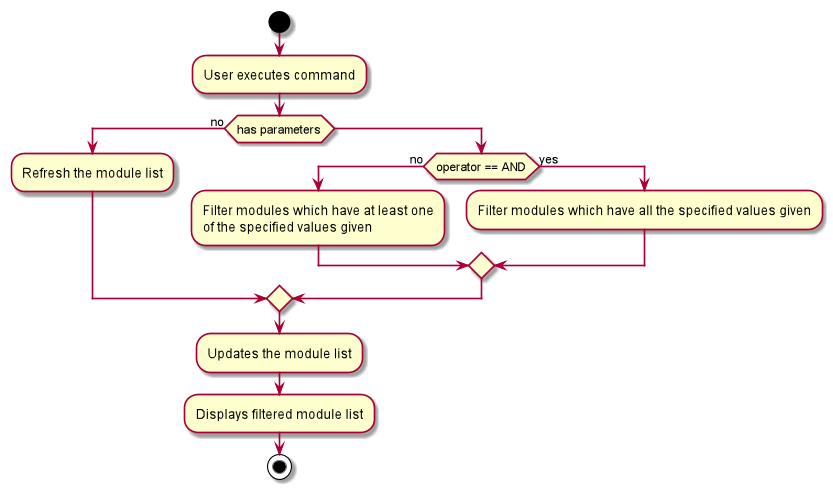 User executes command
no
has parameters
Refresh the module list
no
operator == AND
yes
Filter modules which have at least one
of the specified values given
Filter modules which have all the specified values given
Updates the module list
Displays filtered module list